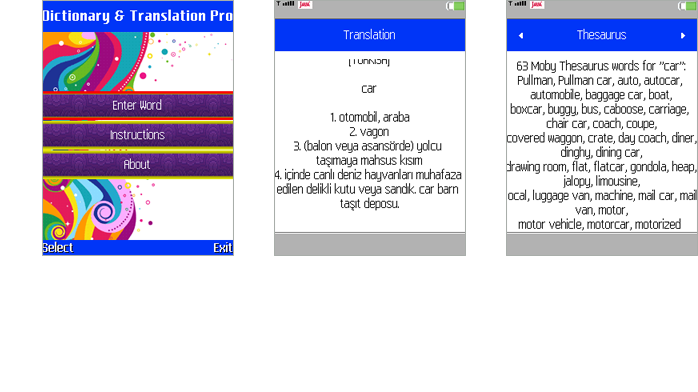 Dictionary & Translation Pro
Enter Word
Instructions
About
Select
Exit
Translation
[Turkish]
car
1. otomobil, araba
2. vagon
3. (balon veya asansörde) yolcu
taşımaya mahsus kısım
4. içinde canlı deniz hayvanları muhafaza
edilen delikli kutu veya sandık. car barn
taşıt deposu.
Thesaurus
63 Moby Thesaurus words for "car":
Pullman, Pullman car, auto, autocar,
automobile, baggage car, boat,
boxcar, buggy, bus, caboose, carriage,
chair car, coach, coupe,
covered waggon, crate, day coach, diner,
dinghy, dining car,
drawing room, flat, flatcar, gondola, heap,
jalopy, limousine,
ocal, luggage van, machine, mail car, mail
van, motor,
motor vehicle, motorcar, motorized